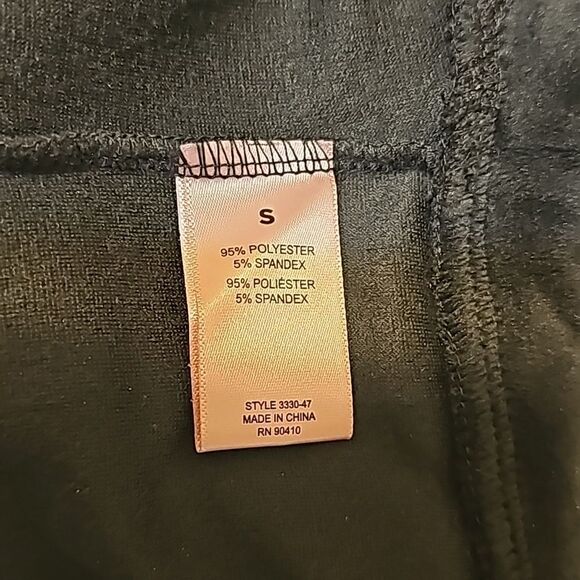 S
95% POLYESTER
5% SPANDEX
95% POLIÉSTER
5% SPANDEX
STYLE 3330-47
MADE IN CHINA
RN 90410